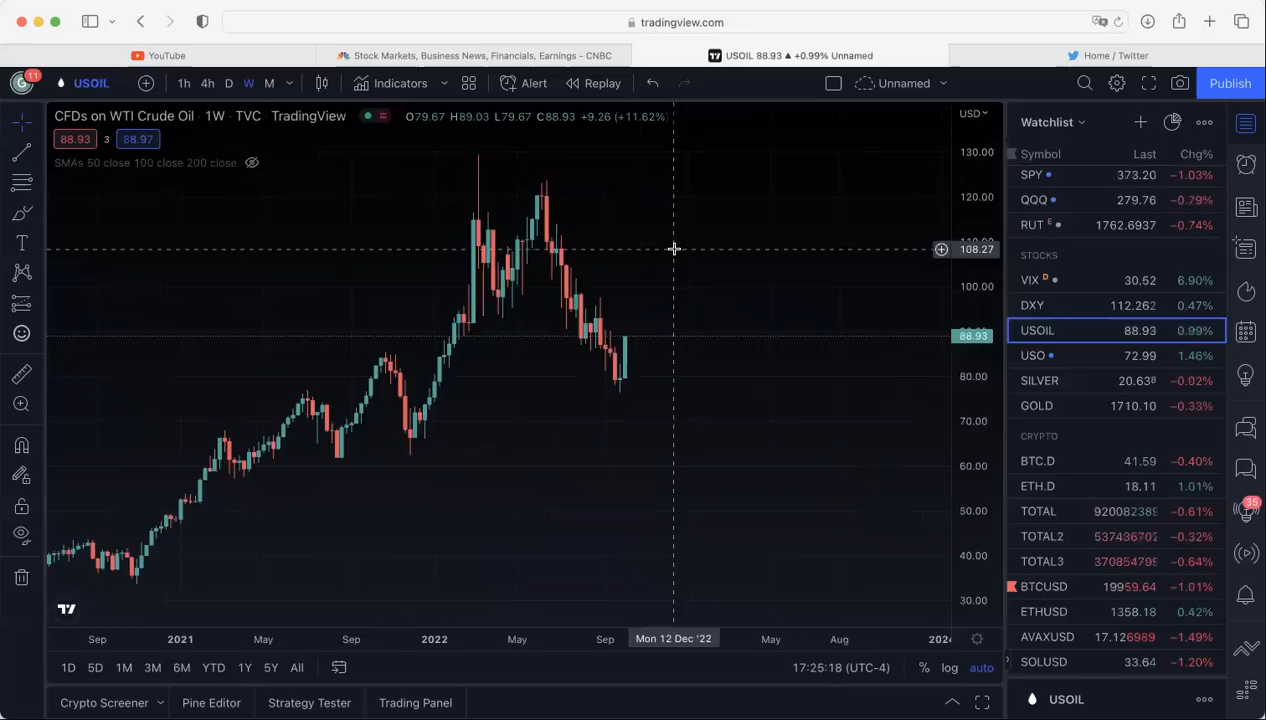 tradingview.com
YouTube
Stock Markets, Business News, Financials, Earnings - CNBC
USOIL 88.93 ▲ +0.99% Unnamed
Home / Twitter
G 11
USOIL
1h 4h D W M
Indicators
Alert
Replay
Unnamed
Publish
CFDs on WTI Crude Oil · 1W · TVC · TradingView
O79.67 H89.03 L79.67 C88.93 +9.26 (+11.62%)
USD
88.93 3 88.97
SMAs 50 close 100 close 200 close
130.00
120.00
108.27
100.00
88.93
80.00
70.00
60.00
50.00
40.00
30.00
Sep 2021 May Sep 2022 May Sep Mon 12 Dec '22 May Aug 2024
1D 5D 1M 3M 6M YTD 1Y 5Y All
17:25:18 (UTC-4) % log auto
Crypto Screener Pine Editor Strategy Tester Trading Panel
Watchlist
Symbol Last Chg%
SPY 373.20 −1.03%
QQQ 279.76 −0.79%
RUT E 1762.6937 −0.74%
STOCKS
VIX D 30.52 6.90%
DXY 112.262 0.47%
USOIL 88.93 0.99%
USO 72.99 1.46%
SILVER 20.638 −0.02%
GOLD 1710.10 −0.33%
CRYPTO
BTC.D 41.59 −0.40%
ETH.D 18.11 1.01%
TOTAL 920082389 −0.61%
TOTAL2 537436702 −0.32%
TOTAL3 370854709 −0.64%
BTCUSD 19959.64 −1.01%
ETHUSD 1358.18 0.42%
AVAXUSD 17.126989 −1.49%
SOLUSD 33.64 −1.20%
USOIL
35